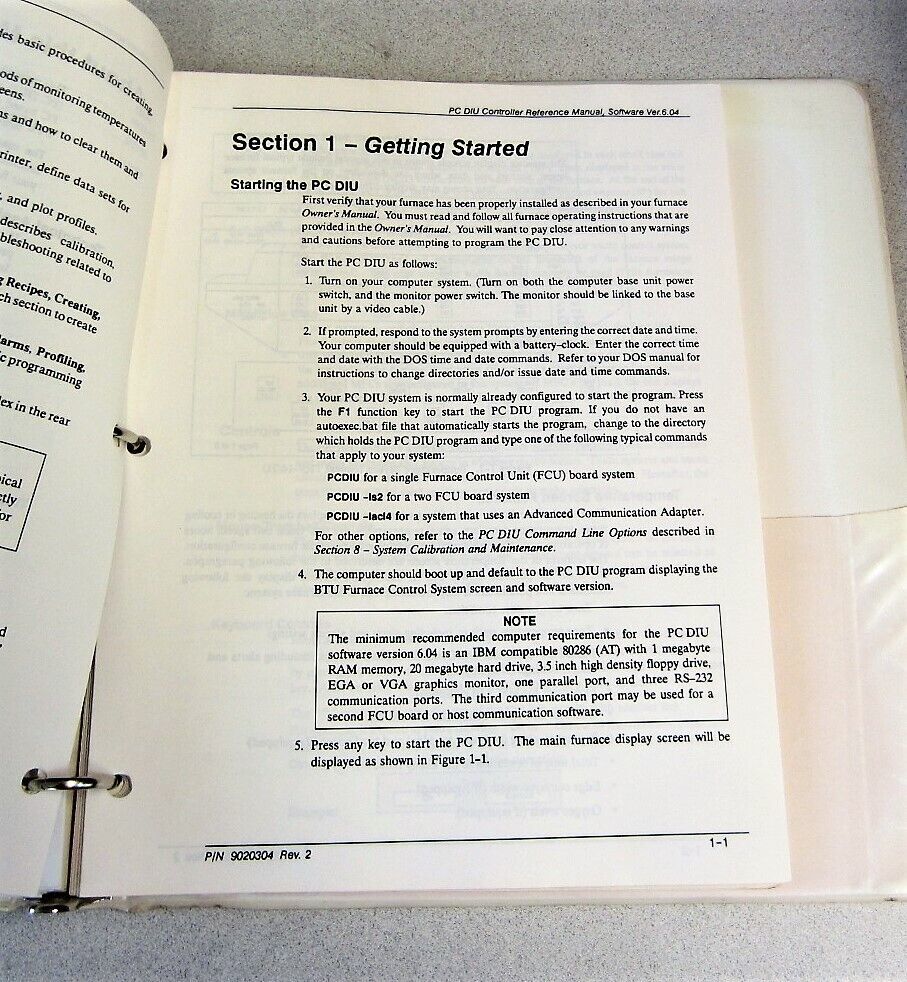 des basic procedures for creating,
ods of monitoring temperatures
eens.
ns and how to clear them and
rinter, define data sets for
, and plot profiles.
describes calibration,
bleshooting related to
g Recipes, Creating,
ch section to create
larms, Profiling,
c programming
lex in the rear
ical
ctly
for
PC DIU Controller Reference Manual, Software Ver.6.04
Section 1 – Getting Started
Starting the PC DIU
First verify that your furnace has been properly installed as described in your furnace
Owner's Manual. You must read and follow all furnace operating instructions that are
provided in the Owner's Manual. You will want to pay close attention to any warnings
and cautions before attempting to program the PC DIU.
Start the PC DIU as follows:
1. Turn on your computer system. (Turn on both the computer base unit power
switch, and the monitor power switch. The monitor should be linked to the base
unit by a video cable.)
2. If prompted, respond to the system prompts by entering the correct date and time.
Your computer should be equipped with a battery–clock. Enter the correct time
and date with the DOS time and date commands. Refer to your DOS manual for
instructions to change directories and/or issue date and time commands.
3. Your PC DIU system is normally already configured to start the program. Press
the F1 function key to start the PC DIU program. If you do not have an
autoexec.bat file that automatically starts the program, change to the directory
which holds the PC DIU program and type one of the following typical commands
that apply to your system:
PCDIU for a single Furnace Control Unit (FCU) board system
PCDIU –ls2 for a two FCU board system
PCDIU –lacl4 for a system that uses an Advanced Communication Adapter.
For other options, refer to the PC DIU Command Line Options described in
Section 8 – System Calibration and Maintenance.
4. The computer should boot up and default to the PC DIU program displaying the
BTU Furnace Control System screen and software version.
NOTE
The minimum recommended computer requirements for the PC DIU
software version 6.04 is an IBM compatible 80286 (AT) with 1 megabyte
RAM memory, 20 megabyte hard drive, 3.5 inch high density floppy drive,
EGA or VGA graphics monitor, one parallel port, and three RS–232
communication ports. The third communication port may be used for a
second FCU board or host communication software.
5. Press any key to start the PC DIU. The main furnace display screen will be
displayed as shown in Figure 1–1.
P/N 9020304 Rev. 2
1–1